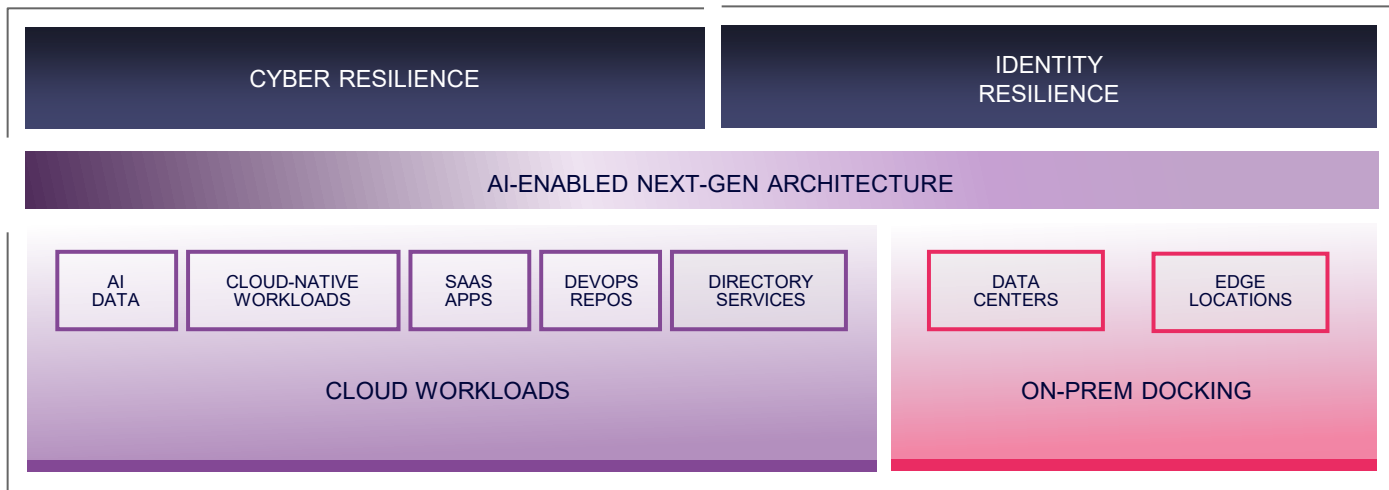 CYBER RESILIENCE
IDENTITY
RESILIENCE
AI-ENABLED NEXT-GEN ARCHITECTURE
AI
DATA
CLOUD-NATIVE
WORKLOADS
SAAS
APPS
DEVOPS
REPOS
DIRECTORY
SERVICES
DATA
CENTERS
EDGE
LOCATIONS
CLOUD WORKLOADS
ON-PREM DOCKING